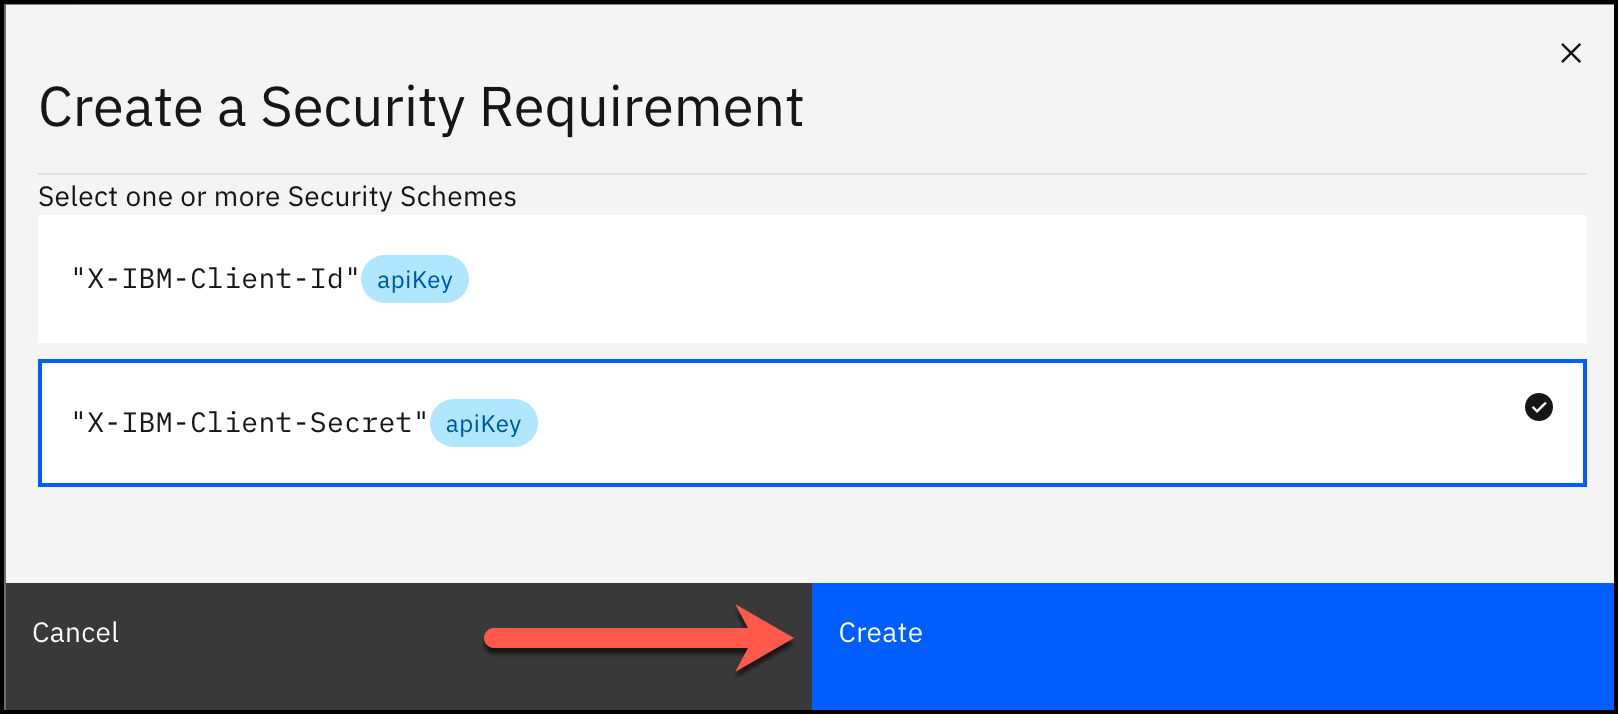 Create a Security Requirement
Select one or more Security Schemes
"X-IBM-Client-Id" apiKey
"X-IBM-Client-Secret" apiKey
Cancel
Create